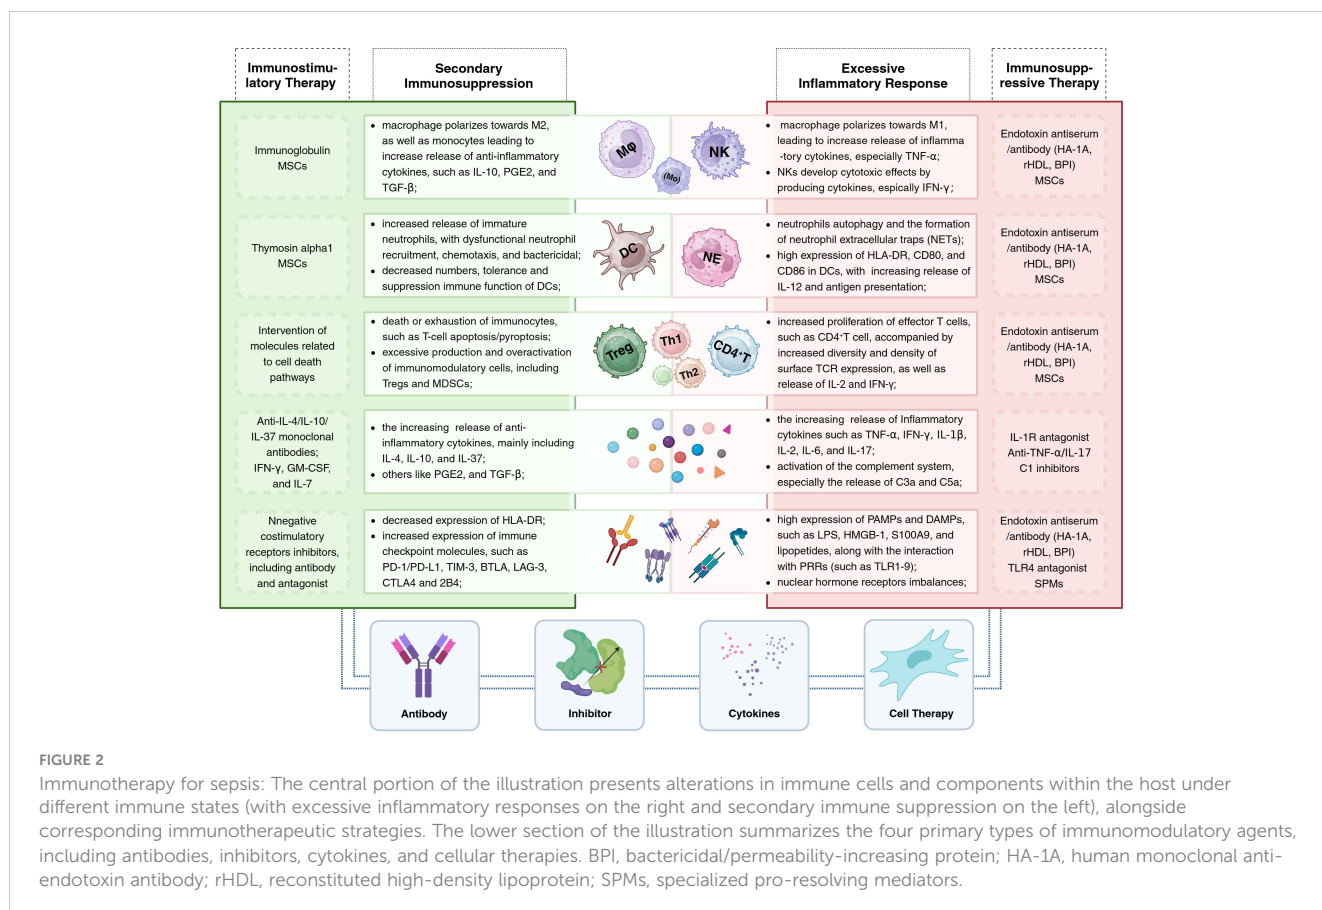 Immunostimu-
latory Therapy
Secondary
Immunosuppression
Excessive
Inflammatory Response
Immunosupp-
ressive Therapy
Immunoglobulin
MSCs
• macrophage polarizes towards M2,
as well as monocytes leading to
increase release of anti-inflammatory
cytokines, such as IL-10, PGE2, and
TGF-β;
Mφ
(Mo)
NK
• macrophage polarizes towards M1,
leading to increase release of inflamma
-tory cytokines, especially TNF-α;
• NKs develop cytotoxic effects by
producing cytokines, espically IFN-γ;
Endotoxin antiserum
/antibody (HA-1A,
rHDL, BPI)
MSCs
Thymosin alpha1
MSCs
• increased release of immature
neutrophils, with dysfunctional neutrophil
recruitment, chemotaxis, and bactericidal;
• decreased numbers, tolerance and
suppression immune function of DCs;
DC
NE
• neutrophils autophagy and the formation
of neutrophil extracellular traps (NETs);
• high expression of HLA-DR, CD80, and
CD86 in DCs, with increasing release of
IL-12 and antigen presentation;
Endotoxin antiserum
/antibody (HA-1A,
rHDL, BPI)
MSCs
Intervention of
molecules related
to cell death
pathways
• death or exhaustion of immunocytes,
such as T-cell apoptosis/pyroptosis;
• excessive production and overactivation
of immunomodulatory cells, including
Tregs and MDSCs;
Treg
Th1
Th2
CD4⁺T
• increased proliferation of effector T cells,
such as CD4⁺T cell, accompanied by
increased diversity and density of
surface TCR expression, as well as
release of IL-2 and IFN-γ;
Endotoxin antiserum
/antibody (HA-1A,
rHDL, BPI)
MSCs
Anti-IL-4/IL-10/
IL-37 monoclonal
antibodies;
IFN-γ, GM-CSF,
and IL-7
• the increasing release of anti-
inflammatory cytokines, mainly including
IL-4, IL-10, and IL-37;
• others like PGE2, and TGF-β;
• the increasing release of Inflammatory
cytokines such as TNF-α, IFN-γ, IL-1β,
IL-2, IL-6, and IL-17;
• activation of the complement system,
especially the release of C3a and C5a;
IL-1R antagonist
Anti-TNF-α/IL-17
C1 inhibitors
Nnegative
costimulatory
receptors inhibitors,
including antibody
and antagonist
• decreased expression of HLA-DR;
• increased expression of immune
checkpoint molecules, such as
PD-1/PD-L1, TIM-3, BTLA, LAG-3,
CTLA4 and 2B4;
• high expression of PAMPs and DAMPs,
such as LPS, HMGB-1, S100A9, and
lipopetides, along with the interaction
with PRRs (such as TLR1-9);
• nuclear hormone receptors imbalances;
Endotoxin antiserum
/antibody (HA-1A,
rHDL, BPI)
TLR4 antagonist
SPMs
Antibody
Inhibitor
Cytokines
Cell Therapy
FIGURE 2
Immunotherapy for sepsis: The central portion of the illustration presents alterations in immune cells and components within the host under
different immune states (with excessive inflammatory responses on the right and secondary immune suppression on the left), alongside
corresponding immunotherapeutic strategies. The lower section of the illustration summarizes the four primary types of immunomodulatory agents,
including antibodies, inhibitors, cytokines, and cellular therapies. BPI, bactericidal/permeability-increasing protein; HA-1A, human monoclonal anti-
endotoxin antibody; rHDL, reconstituted high-density lipoprotein; SPMs, specialized pro-resolving mediators.